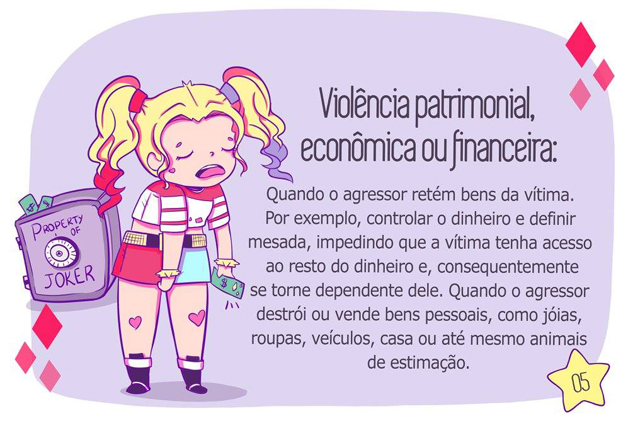 Violência patrimonial,
econômica ou financeira:
Quando o agressor retém bens da vítima.
Por exemplo, controlar o dinheiro e definir
mesada, impedindo que a vítima tenha acesso
ao resto do dinheiro e, consequentemente
se torne dependente dele. Quando o agressor
destrói ou vende bens pessoais, como jóias,
roupas, veículos, casa ou até mesmo animais
de estimação.
PROPERTY
OF
JOKER
$
05